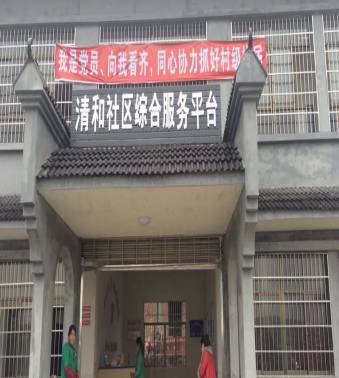 我是党员、向我看齐，同心协力抓好村级
清和社区综合服务平台